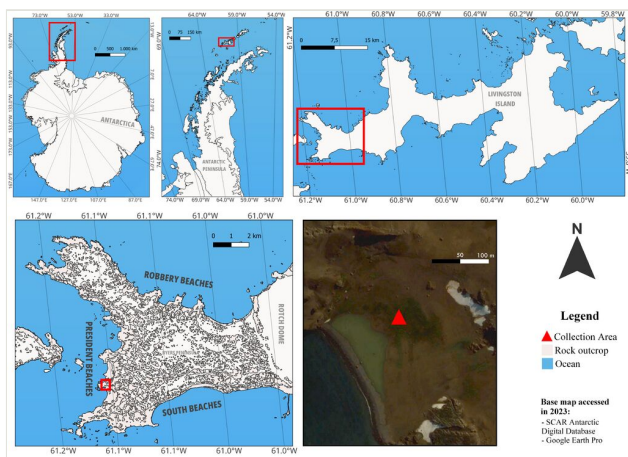 73.0°W 53.0°W
0 500 1.000 km
ANTARCTICA
147.0°E 127.0°E 107.0°E
64.0°W 59.0°W
0 75 150 km
69.0°W
ANTARCTIC
PENINSULA
74.0°W
74.0°W 69.0°W 64.0°W 59.0°W 54.0°W
61.0°W 60.8°W 60.6°W 60.4°W 60.2°W 60.0°W 59.8°W
61.2°W
0 7,5 15 km
LIVINGSTON
ISLAND
61.2°W 61.0°W 60.8°W 60.6°W 60.4°W 60.2°W 60.0°W
61.2°W 61.1°W 61.1°W 61.0°W 61.0°W
0 1 2 km
ROBBERY BEACHES
PRESIDENT BEACHES
ROTCH DOME
SOUTH BEACHES
61.2°W 61.1°W 61.1°W 61.0°W 61.0°W
50 100 m
N
Legend
Collection Area
Rock outcrop
Ocean
Base map accessed
in 2023:
- SCAR Antarctic
Digital Database
- Google Earth Pro